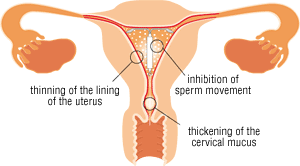 thinning of the lining
of the uterus
inhibition of
sperm movement
thickening of the
cervical mucus